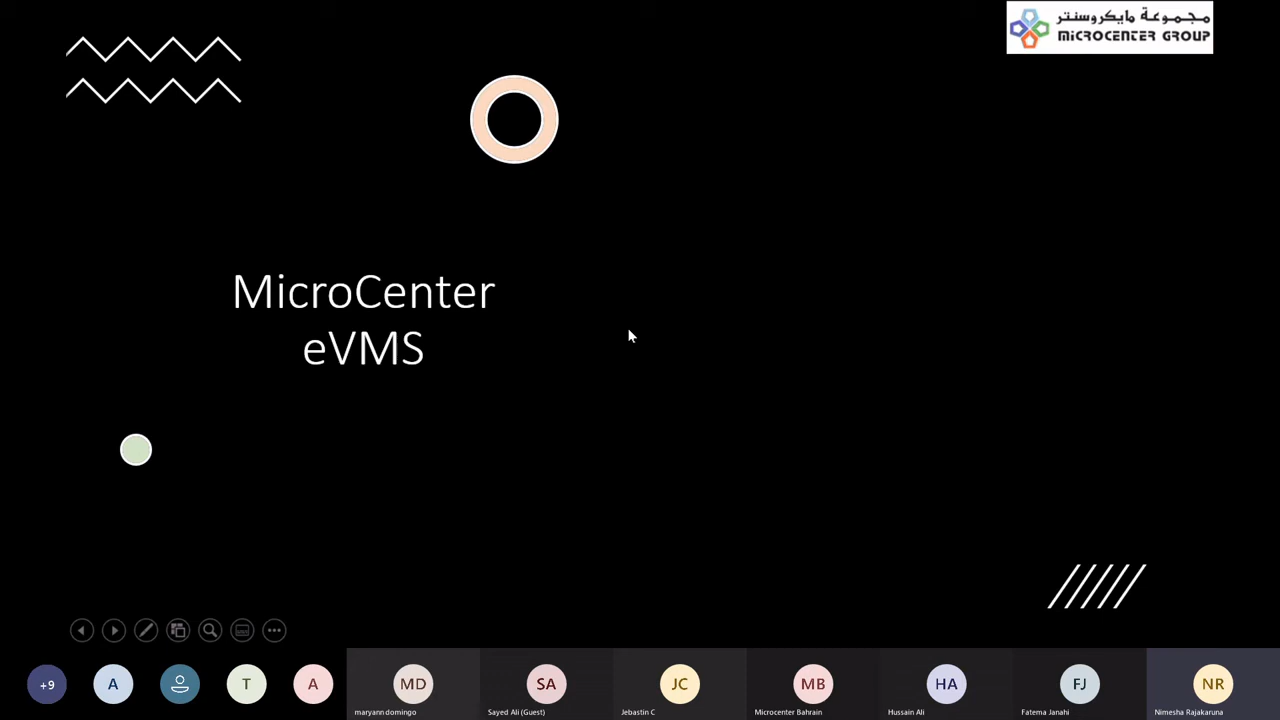 مجموعة مايكروسنتر
MICROCENTER GROUP
MicroCenter
eVMS
+9
A
T
A
MD
SA
JC
MB
HA
FJ
NR
maryann domingo
Sayed Ali (Guest)
Jebastin C
Microcenter Bahrain
Hussain Ali
Fatema Janahi
Nimesha Rajakaruna